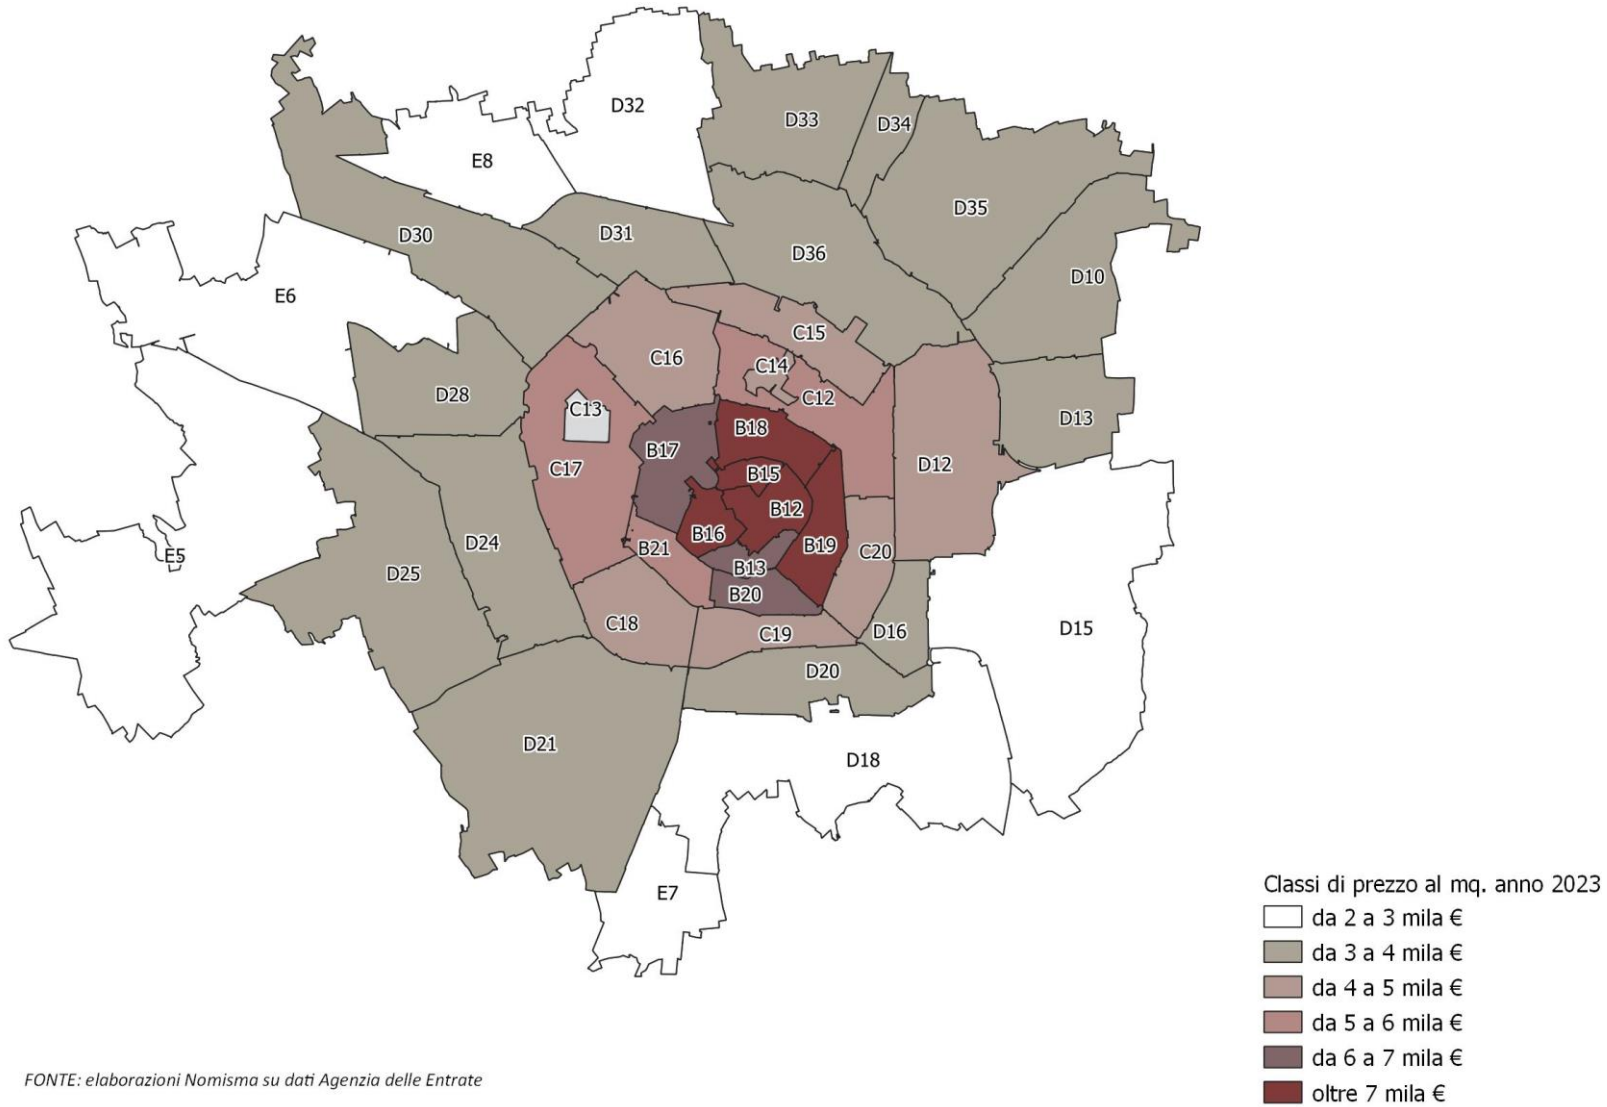 D32
D33
D34
E8
D35
D31
D30
D36
D10
E6
C15
C16
C14
D28
C12
C13
D13
B18
B17
D12
C17
B15
B12
B16
D24
B19
B21
C20
E5
B13
D25
B20
C18
D16
C19
D15
D20
D21
D18
E7
Classi di prezzo al mq. anno 2023
da 2 a 3 mila €
da 3 a 4 mila €
da 4 a 5 mila €
da 5 a 6 mila €
da 6 a 7 mila €
oltre 7 mila €
FONTE: elaborazioni Nomisma su dati Agenzia delle Entrate